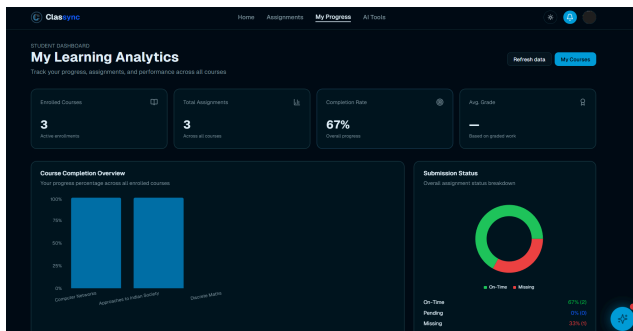 Classync
Home Assignments My Progress AI Tools
STUDENT DASHBOARD
My Learning Analytics
Track your progress, assignments, and performance across all courses
Refresh data My Courses
Enrolled Courses
3
Active enrollments
Total Assignments
3
Across all courses
Completion Rate
67%
Overall progress
Avg. Grade
—
Based on graded work
Course Completion Overview
Your progress percentage across all enrolled courses
100%
75%
50%
25%
0%
Computer Networks
Approaches to Indian Society
Discrete Maths
Submission Status
Overall assignment status breakdown
On-Time Missing
On-Time 67% (2)
Pending 0% (0)
Missing 33% (1)